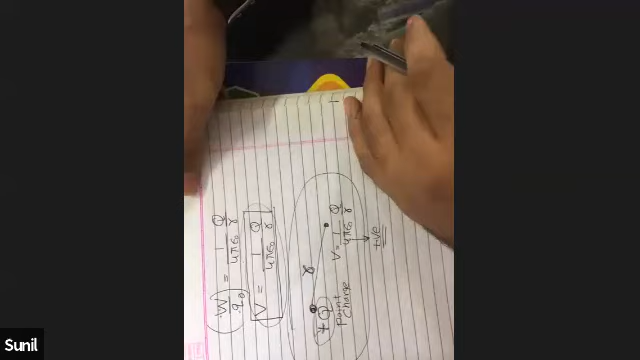 W/q₀ = 1/4πε₀ Q/r
V = 1/4πε₀ Q/r
r
+Q
V = 1/4πε₀ Q/r
Point
Charge
+ve
Sunil